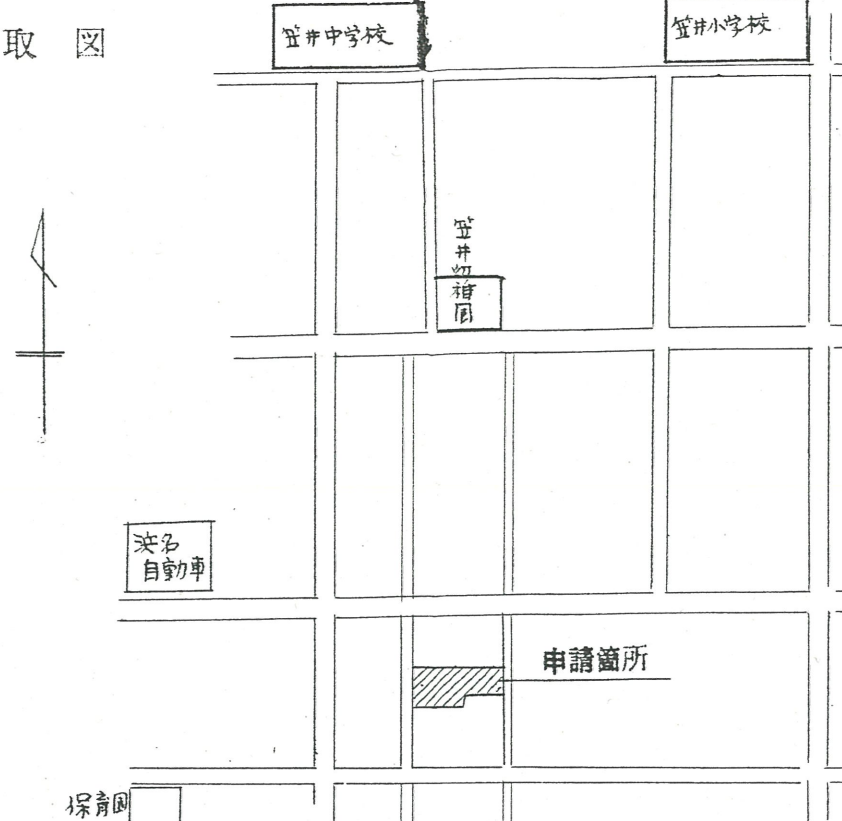 取 図
笠井中学校
笠井小学校
笠井幼稚園
浜名
自動車
申請箇所
保育園